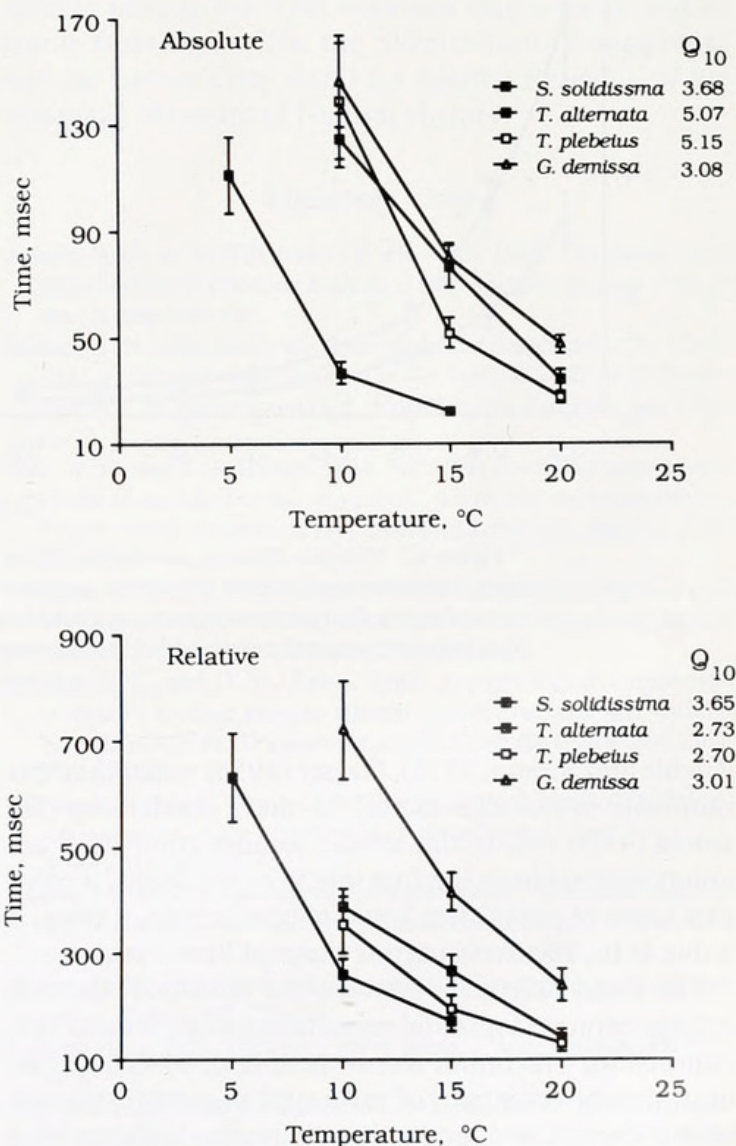 170
130
90
50
10
Time, msec
Absolute
Q10
S. solidissma 3.68
T. alternata 5.07
T. plebeius 5.15
G. demissa 3.08
0 5 10 15 20 25
Temperature, °C
900
700
500
300
100
Time, msec
Relative
Q10
S. solidissima 3.65
T. alternata 2.73
T. plebeius 2.70
G. demissa 3.01
0 5 10 15 20 25
Temperature, °C